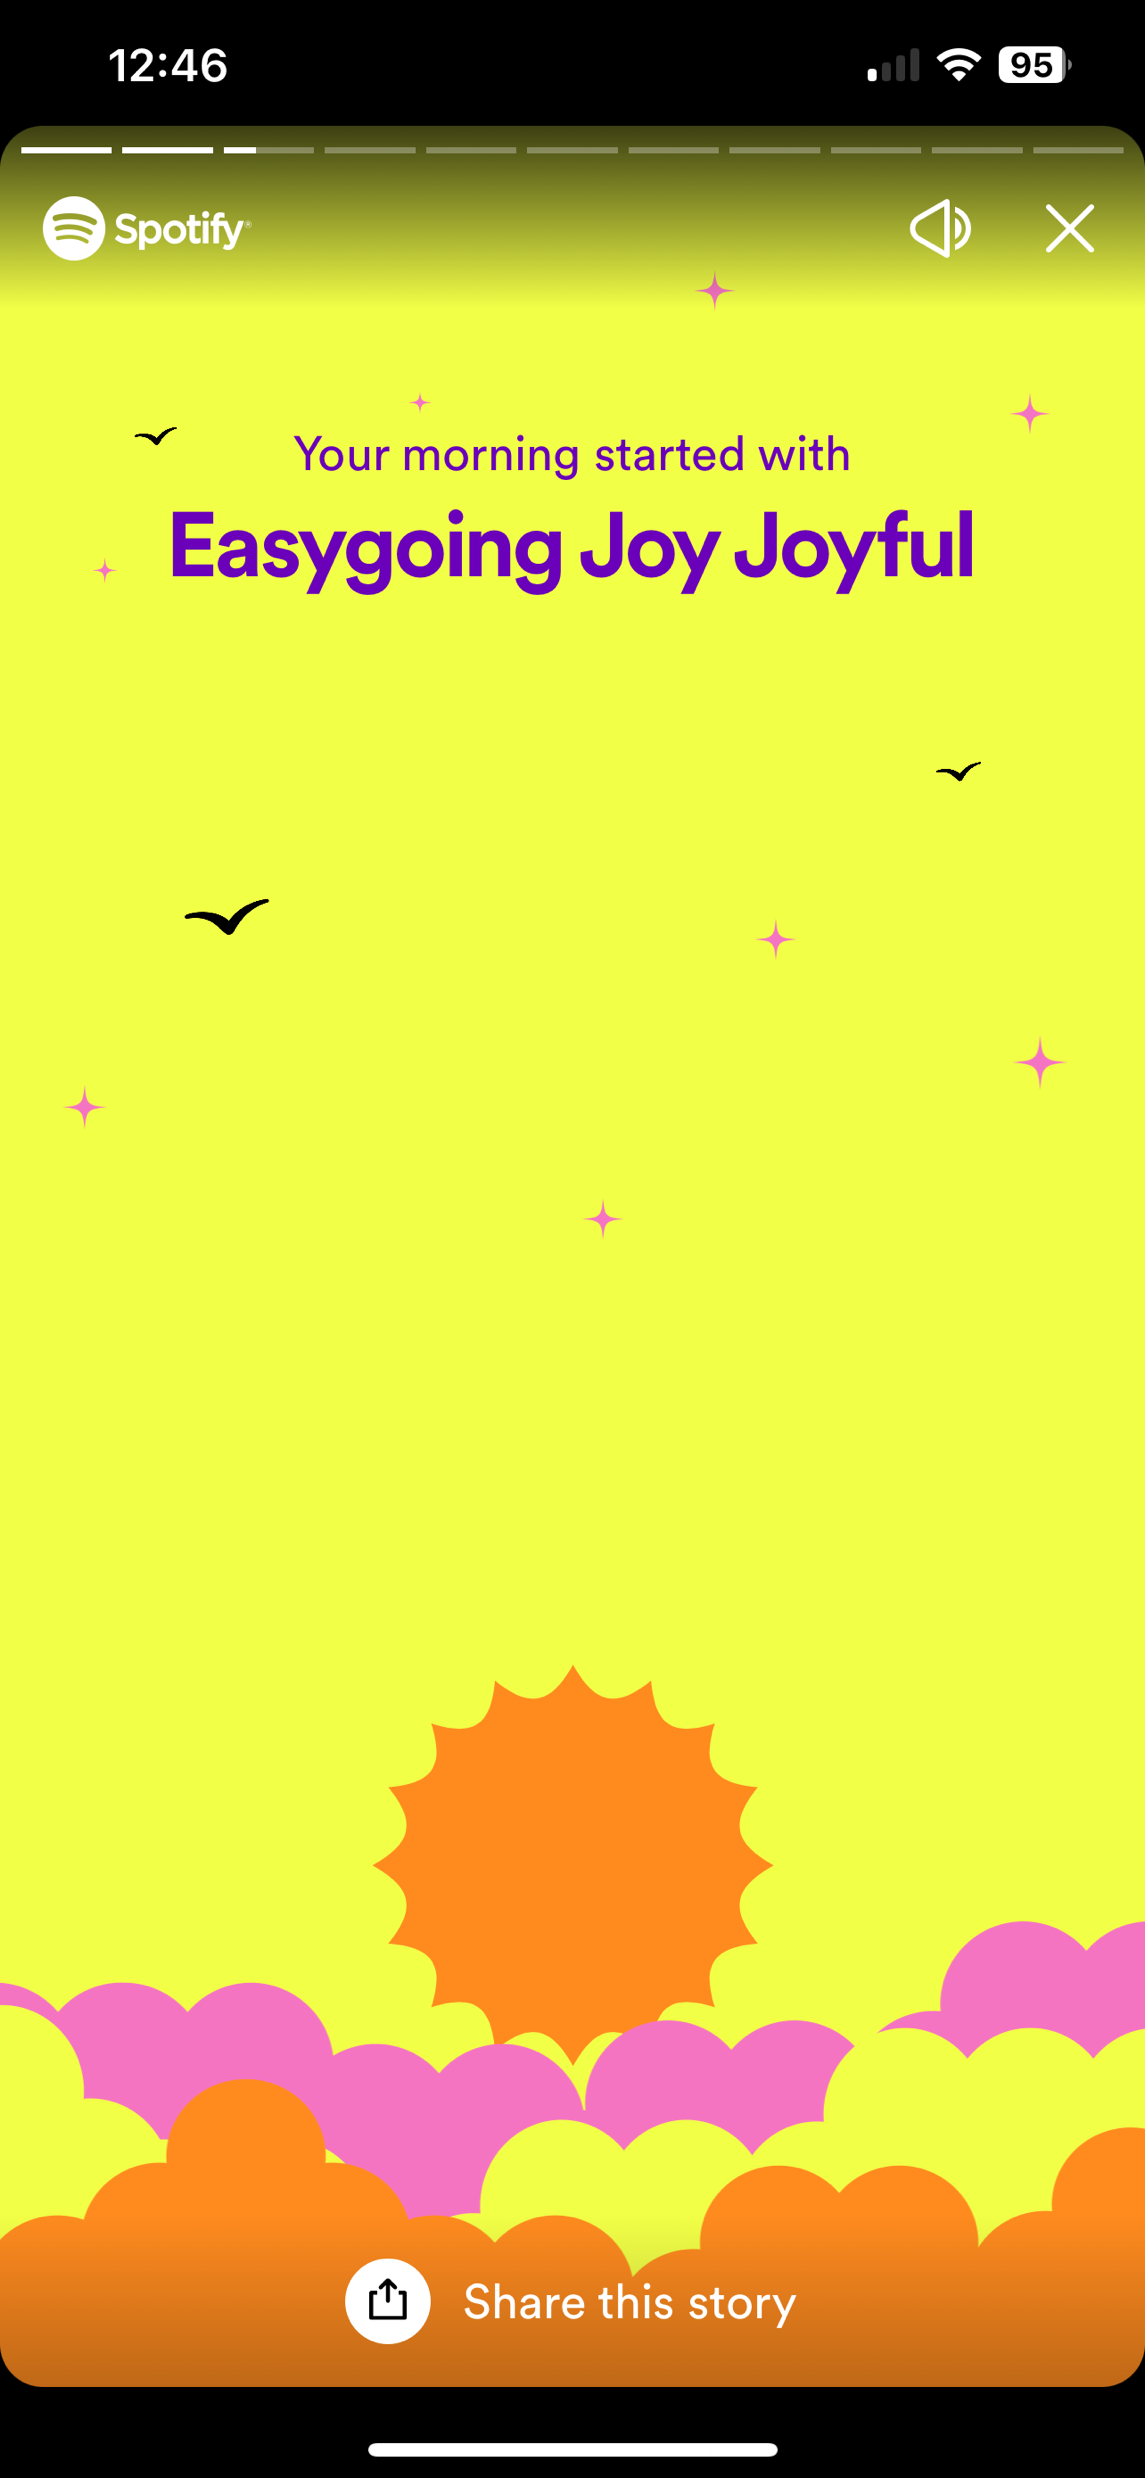 12:46
95
Spotify
Your morning started with
Easygoing Joy Joyful
Share this story